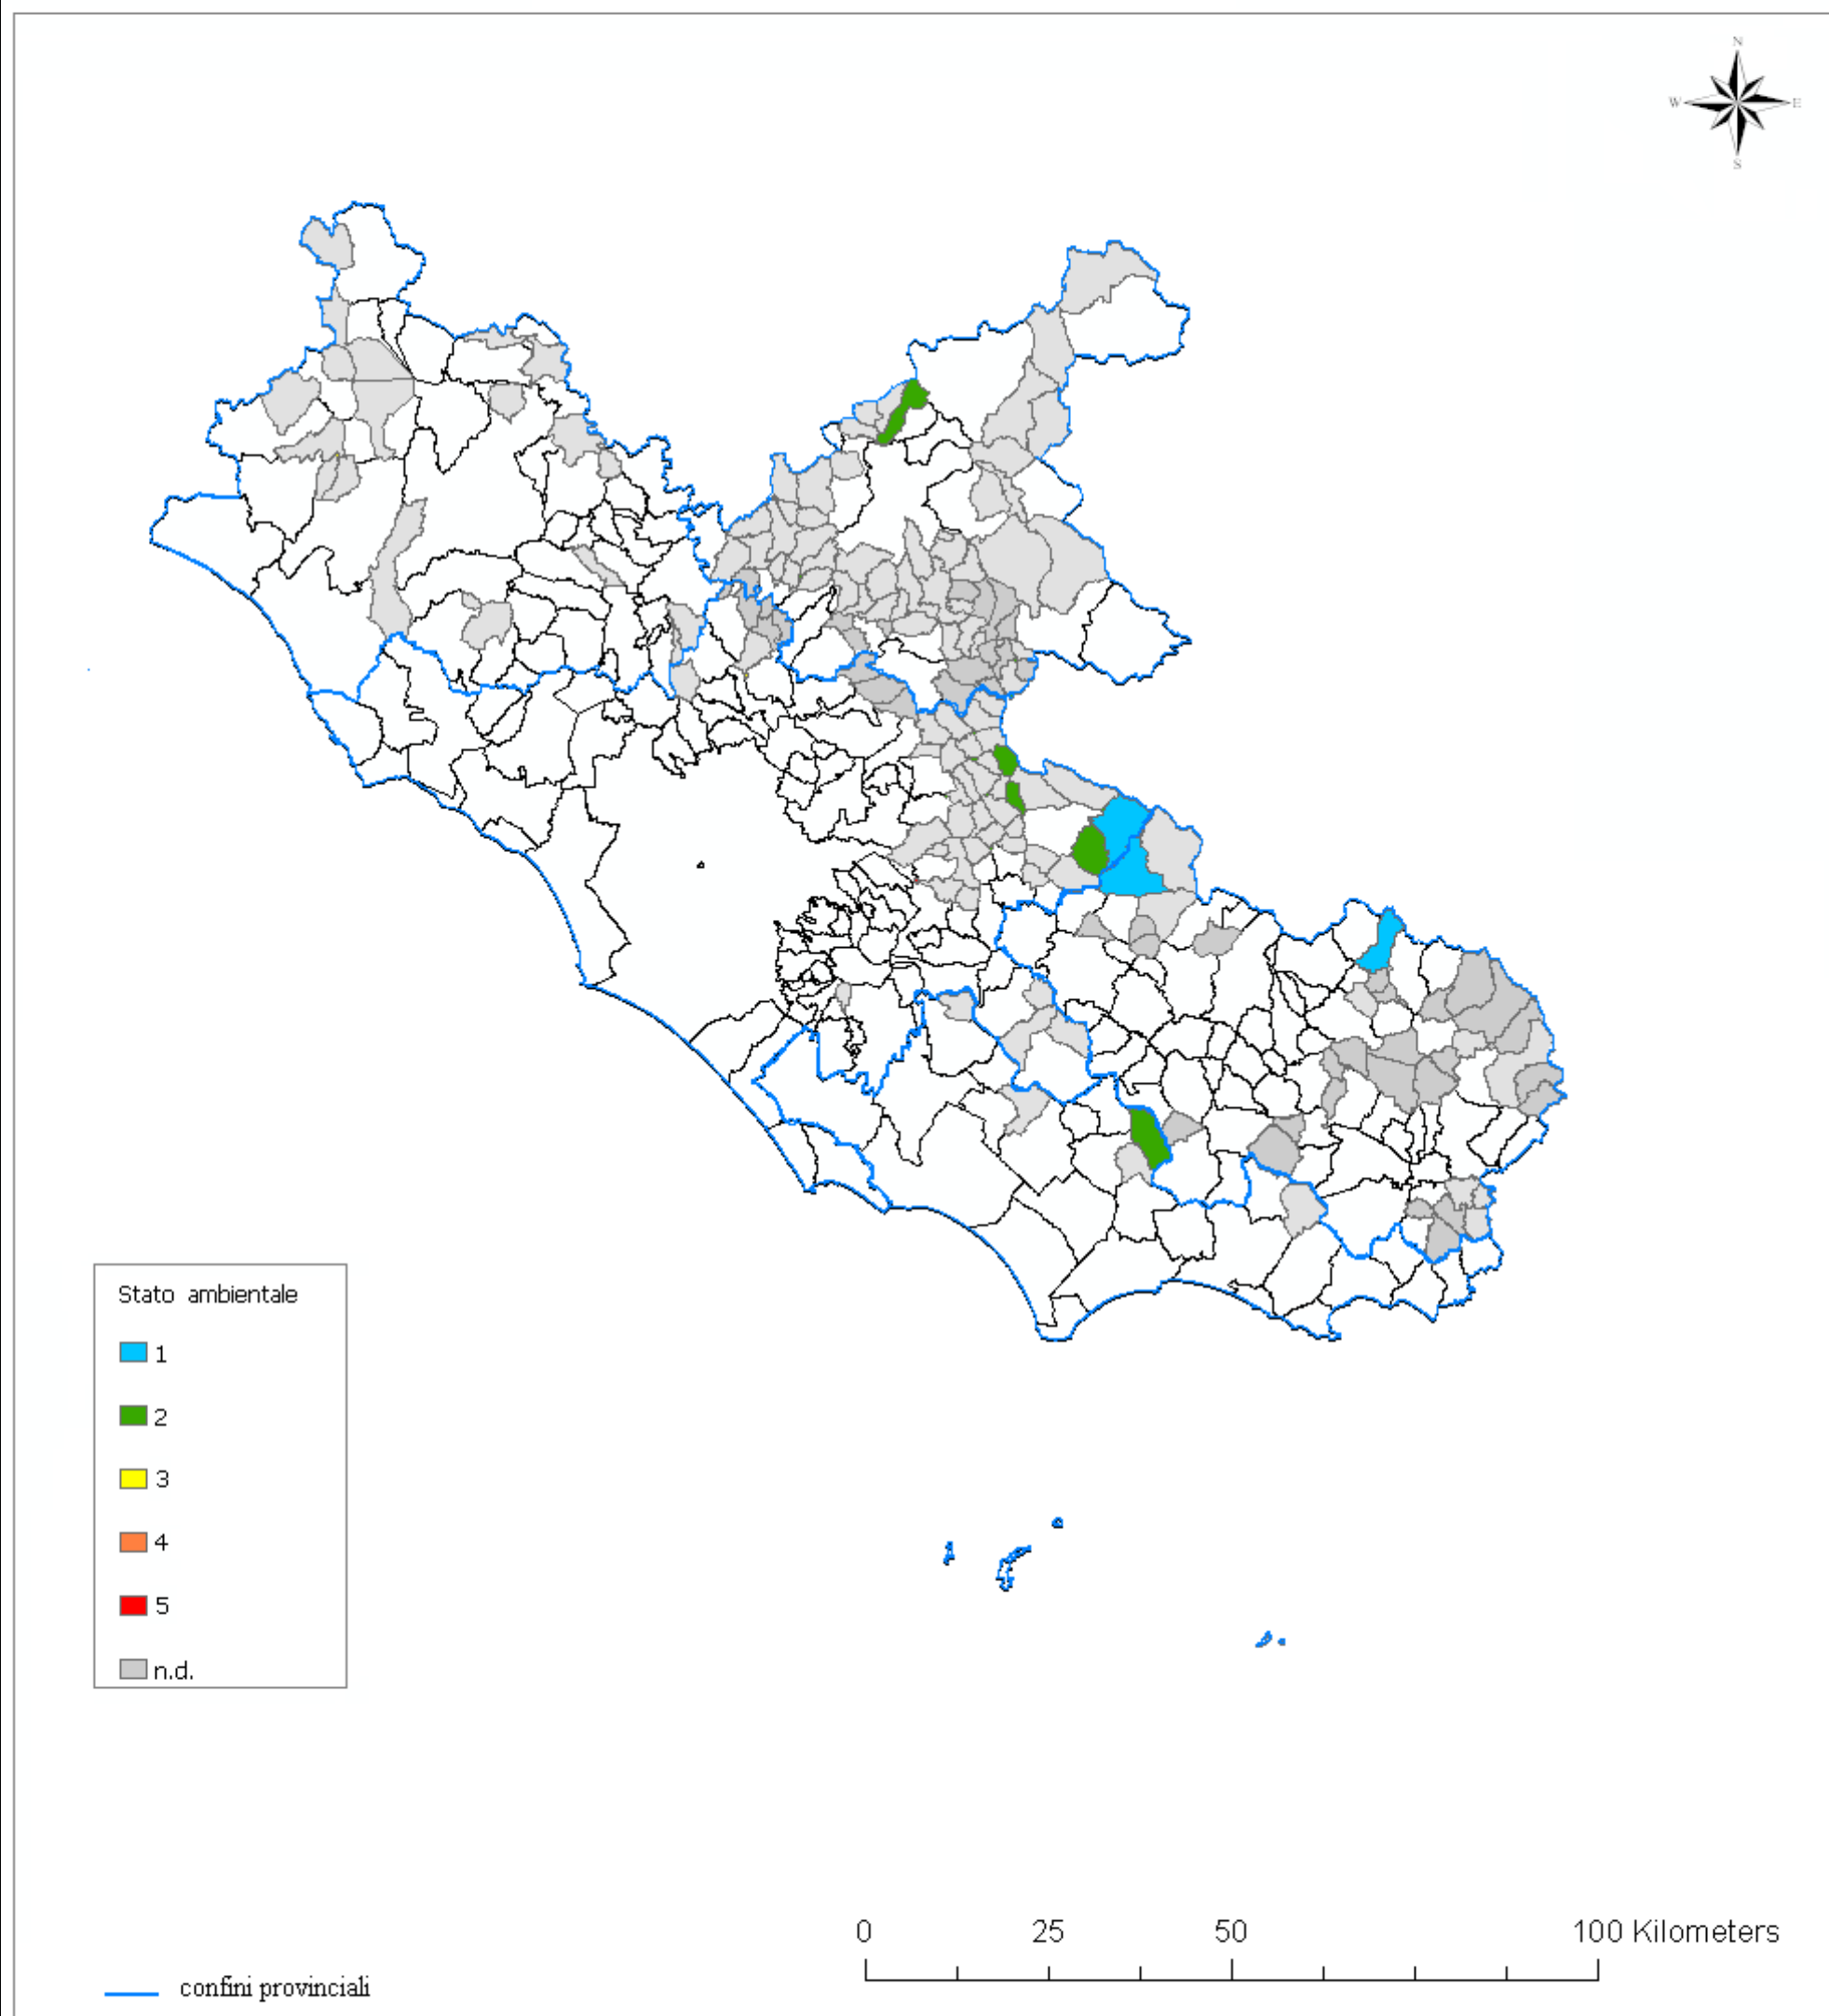 N
W E
S
Stato ambientale
1
2
3
4
5
n.d.
0 25 50 100 Kilometers
confini provinciali